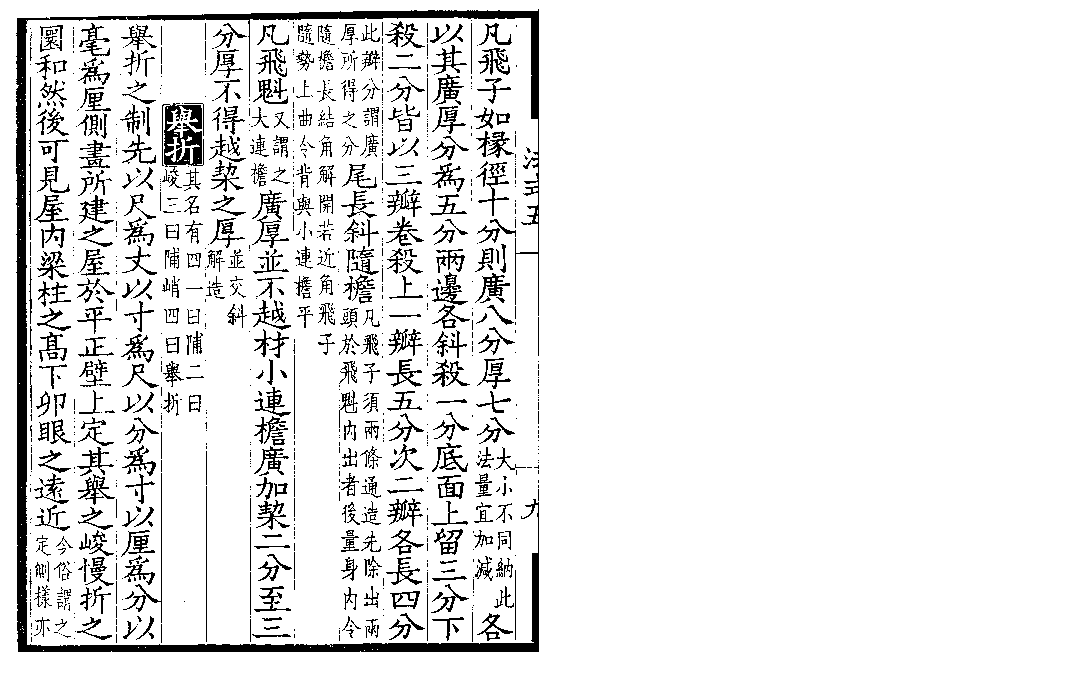 法式五 九
凡飛子如椽徑十分則廣八分厚七分大小不同納此法量宜加減各
以其廣厚分爲五分兩邊各斜殺一分底面上留三分下
殺二分皆以三瓣卷殺上一瓣長五分次二瓣各長四分
此瓣分謂廣厚所得之分尾長斜隨檐凡飛子須兩條通造先除出兩頭於飛魁内出者後量身内令
隨檐長結角解開若近角飛子隨勢上曲令背與小連檐平
凡飛魁又謂之大連檐廣厚並不越材小連檐廣加栔二分至三
分厚不得越栔之厚並交斜解造
舉折其名有四一曰陠二曰峻三曰陠峭四曰舉折
舉折之制先以尺爲丈以寸爲尺以分爲寸以厘爲分以
毫爲厘側畫所建之屋於平正壁上定其舉之峻慢折之
圜和然後可見屋内梁柱之髙下卯眼之遠近今俗謂之定側樣亦